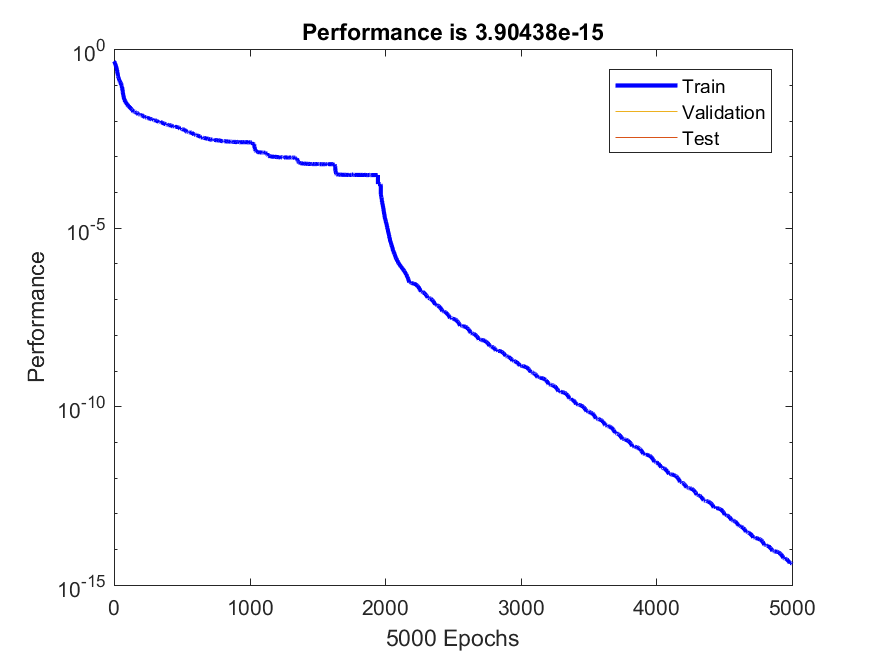 Performance is 3.90438e-15
10^0
Train
Validation
Test
10^-5
Performance
10^-10
10^-15
0 1000 2000 3000 4000 5000
5000 Epochs